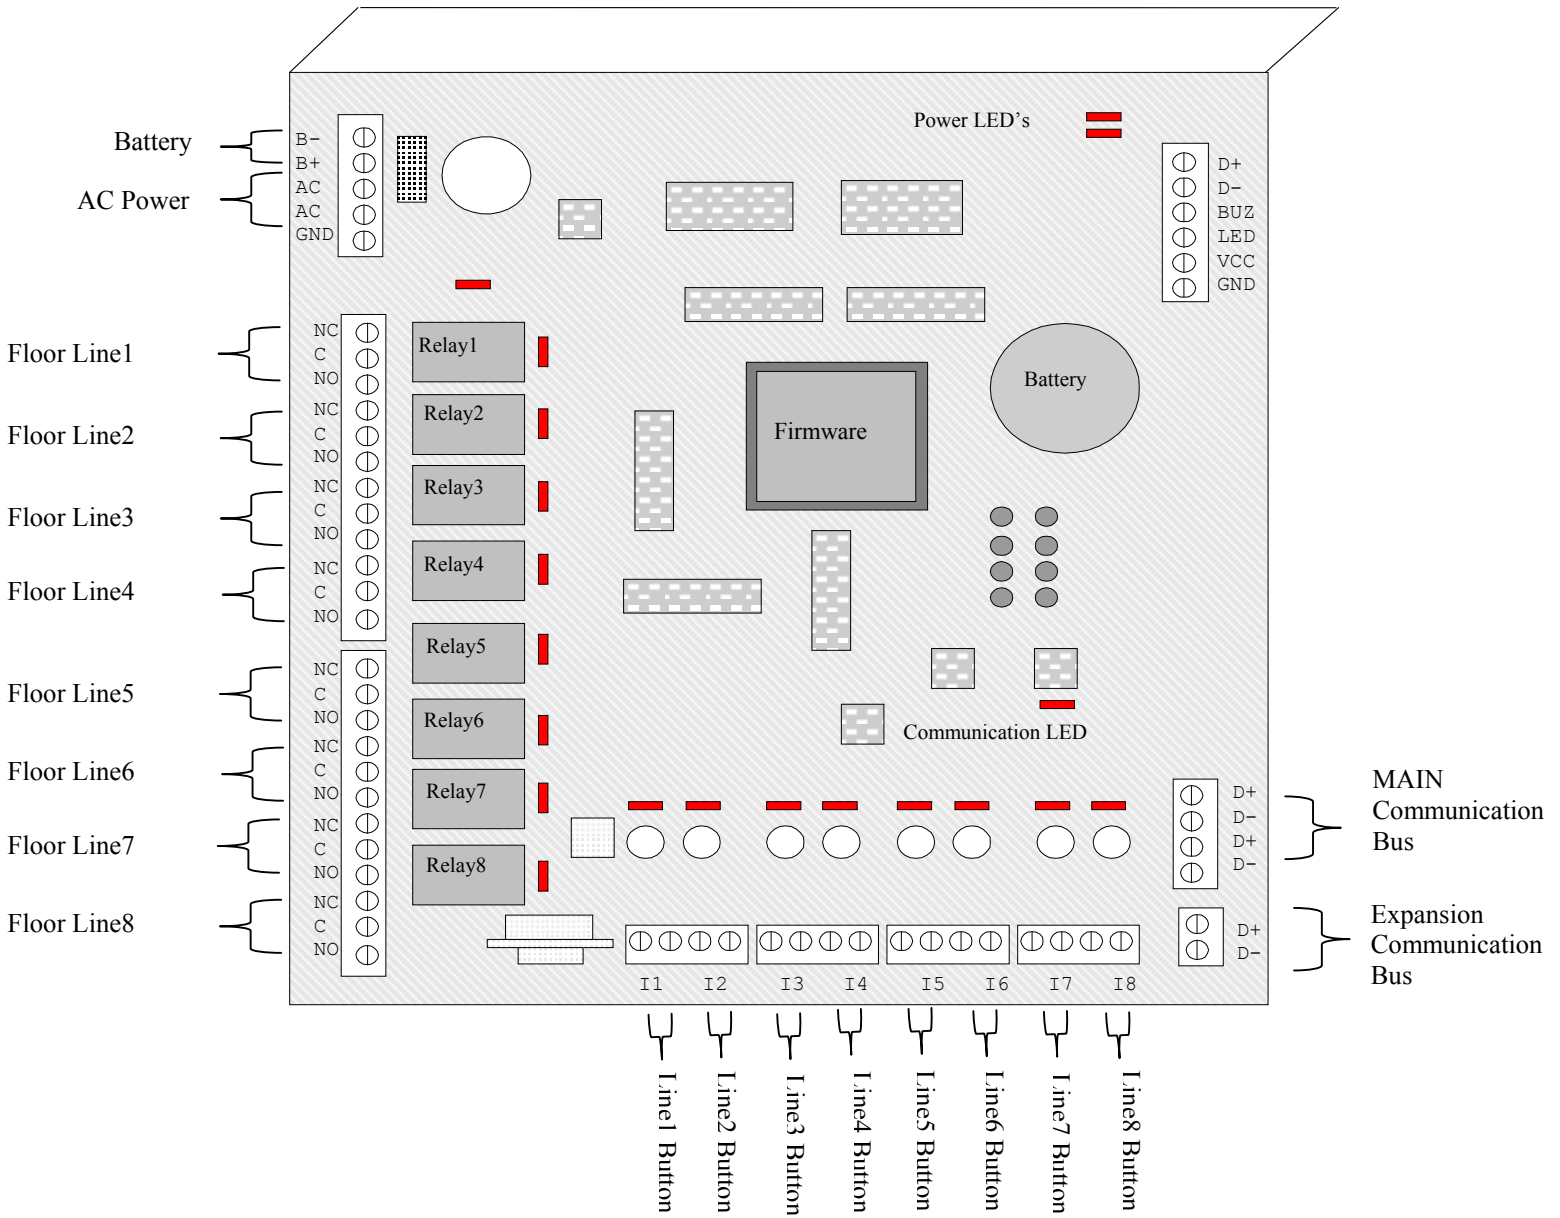 Power LED's
Battery
AC Power
B-
B+
AC
AC
GND
D+
D-
BUZ
LED
VCC
GND
Floor Line1
NC
C
NO
Relay1
Floor Line2
NC
C
NO
Relay2
Floor Line3
NC
C
NO
Relay3
Floor Line4
NC
C
NO
Relay4
Floor Line5
NC
C
NO
Relay5
Floor Line6
NC
C
NO
Relay6
Floor Line7
NC
C
NO
Relay7
Floor Line8
NC
C
NO
Relay8
Firmware
Battery
Communication LED
D+
D-
D+
D-
MAIN
Communication
Bus
D+
D-
Expansion
Communication
Bus
I1 I2 I3 I4 I5 I6 I7 I8
Line1 Button
Line2 Button
Line3 Button
Line4 Button
Line5 Button
Line6 Button
Line7 Button
Line8 Button